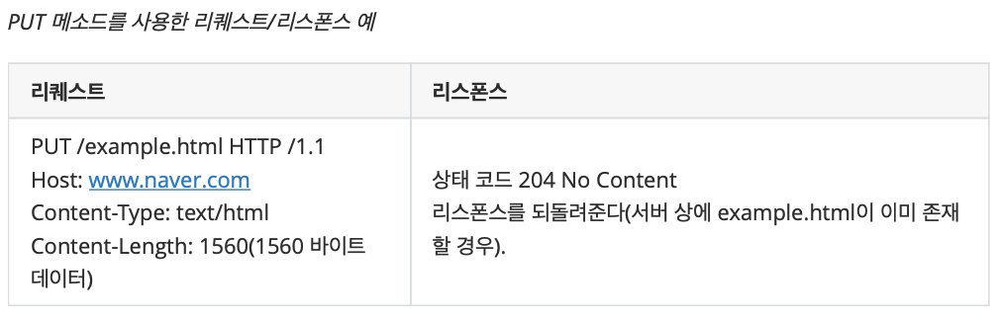 PUT 메소드를 사용한 리퀘스트/리스폰스 예
리퀘스트
리스폰스
PUT /example.html HTTP /1.1
Host: www.naver.com
Content-Type: text/html
Content-Length: 1560(1560 바이트
데이터)
상태 코드 204 No Content
리스폰스를 되돌려준다(서버 상에 example.html이 이미 존재
할 경우).